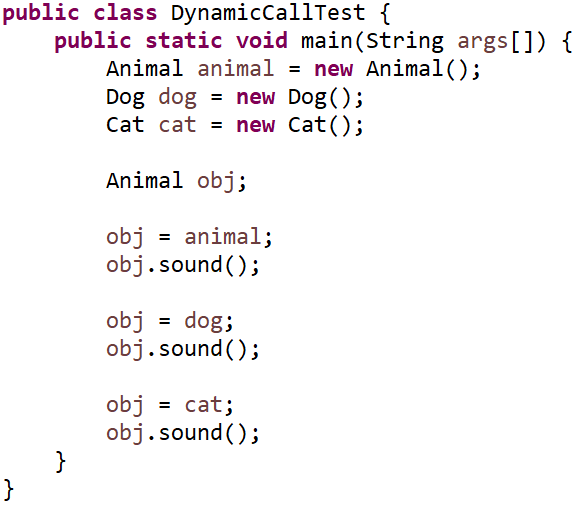 public class DynamicCallTest {
    public static void main(String args[]) {
        Animal animal = new Animal();
        Dog dog = new Dog();
        Cat cat = new Cat();

        Animal obj;

        obj = animal;
        obj.sound();

        obj = dog;
        obj.sound();

        obj = cat;
        obj.sound();
    }
}